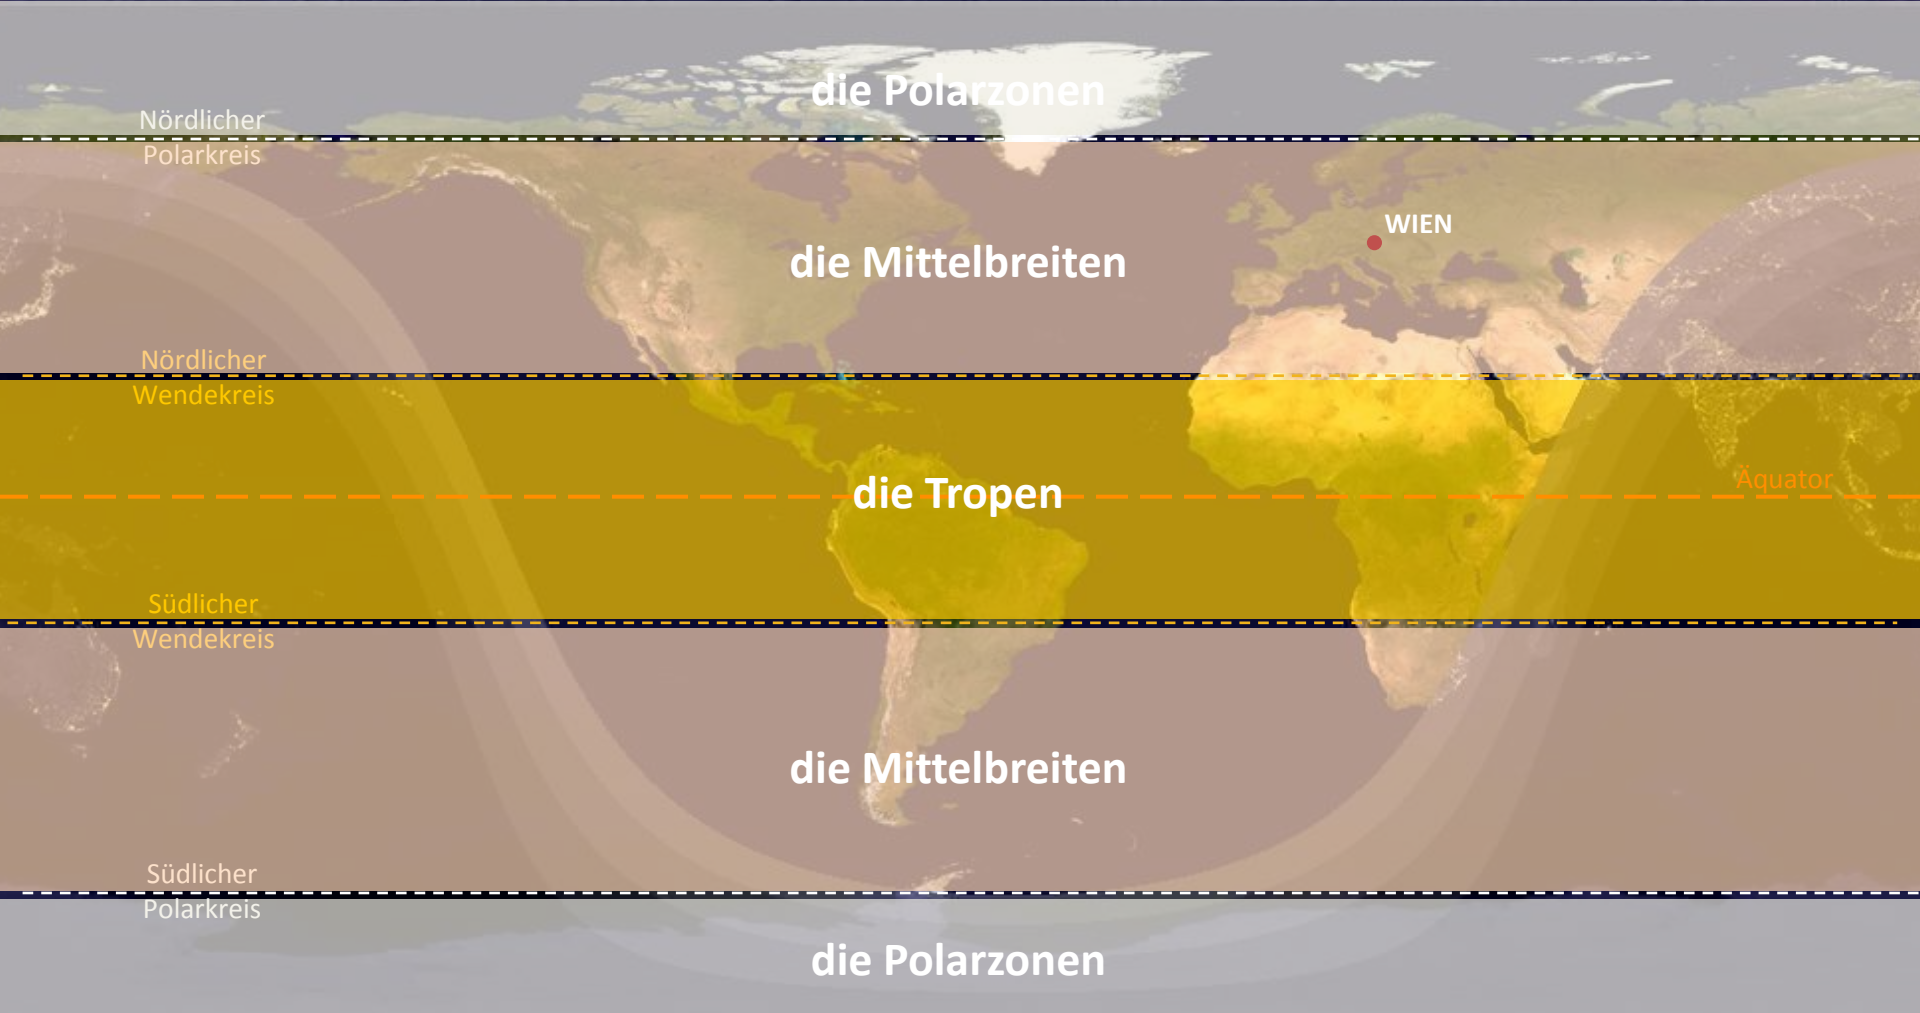 die Polarzonen
Nördlicher
Polarkreis
WIEN
die Mittelbreiten
Nördlicher
Wendekreis
Äquator
die Tropen
Südlicher
Wendekreis
die Mittelbreiten
Südlicher
Polarkreis
die Polarzonen